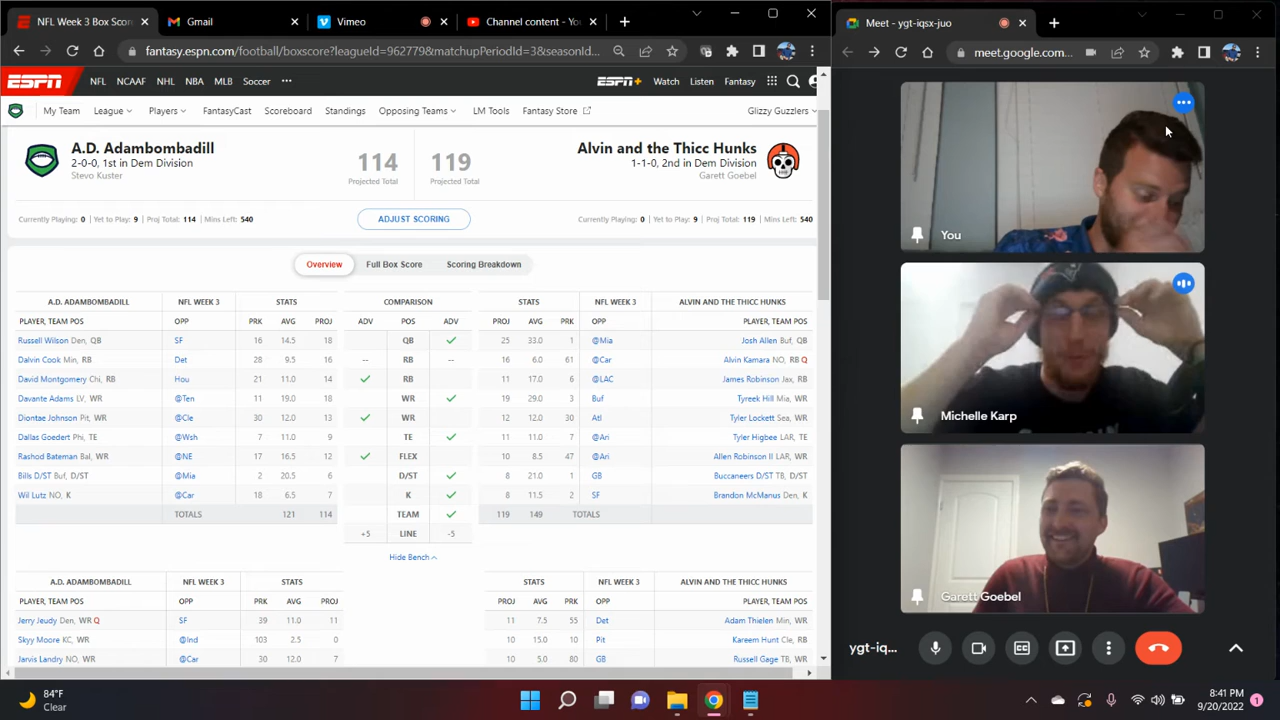 NFL Week 3 Box Scor
Gmail
Vimeo
Channel content - Yo
Meet - ygt-iqsx-juo
fantasy.espn.com/football/boxscore?leagueId=962779&matchupPeriodId=3&seasonId...
meet.google.com...
ESPN NFL NCAAF NHL NBA MLB Soccer ESPN+ Watch Listen Fantasy
My Team League Players FantasyCast Scoreboard Standings Opposing Teams LM Tools Fantasy Store Glizzy Guzzlers
A.D. Adambombadill
2-0-0, 1st in Dem Division
Stevo Kuster
114
Projected Total
119
Projected Total
Alvin and the Thicc Hunks
1-1-0, 2nd in Dem Division
Garett Goebel
Currently Playing: 0 Yet to Play: 9 Proj Total: 114 Mins Left: 540
ADJUST SCORING
Currently Playing: 0 Yet to Play: 9 Proj Total: 119 Mins Left: 540
Overview Full Box Score Scoring Breakdown
A.D. ADAMBOMBADILL NFL WEEK 3 STATS COMPARISON STATS NFL WEEK 3 ALVIN AND THE THICC HUNKS
PLAYER, TEAM POS OPP PRK AVG PROJ ADV POS ADV PROJ AVG PRK OPP PLAYER, TEAM POS
Russell Wilson Den, QB SF 16 14.5 18 QB 25 33.0 1 @Mia Josh Allen Buf, QB
Dalvin Cook Min, RB Det 28 9.5 16 -- RB -- 16 6.0 61 @Car Alvin Kamara NO, RB Q
David Montgomery Chi, RB Hou 21 11.0 14 RB 11 17.0 6 @LAC James Robinson Jax, RB
Davante Adams LV, WR @Ten 11 19.0 18 WR 19 29.0 3 Buf Tyreek Hill Mia, WR
Diontae Johnson Pit, WR @Cle 30 12.0 13 WR 12 12.0 30 Atl Tyler Lockett Sea, WR
Dallas Goedert Phi, TE @Wsh 7 11.0 9 TE 11 11.0 7 @Ari Tyler Higbee LAR, TE
Rashod Bateman Bal, WR @NE 17 16.5 12 FLEX 10 8.5 47 @Ari Allen Robinson II LAR, WR
Bills D/ST Buf, D/ST @Mia 2 20.5 6 D/ST 8 21.0 1 GB Buccaneers D/ST TB, D/ST
Wil Lutz NO, K @Car 18 6.5 7 K 8 11.5 2 SF Brandon McManus Den, K
TOTALS 121 114 TEAM 119 149 TOTALS
+5 LINE -5
Hide Bench
A.D. ADAMBOMBADILL NFL WEEK 3 STATS STATS NFL WEEK 3 ALVIN AND THE THICC HUNKS
PLAYER, TEAM POS OPP PRK AVG PROJ PROJ AVG PRK OPP PLAYER, TEAM POS
Jerry Jeudy Den, WR Q SF 39 11.0 11 11 7.5 55 Det Adam Thielen Min, WR
Skyy Moore KC, WR @Ind 103 2.5 0 10 15.0 10 Pit Kareem Hunt Cle, RB
Jarvis Landry NO, WR @Car 30 12.0 7 10 5.0 80 GB Russell Gage TB, WR
You
Michelle Karp
Garett Goebel
ygt-iq...
84°F
Clear
8:41 PM
9/20/2022
1